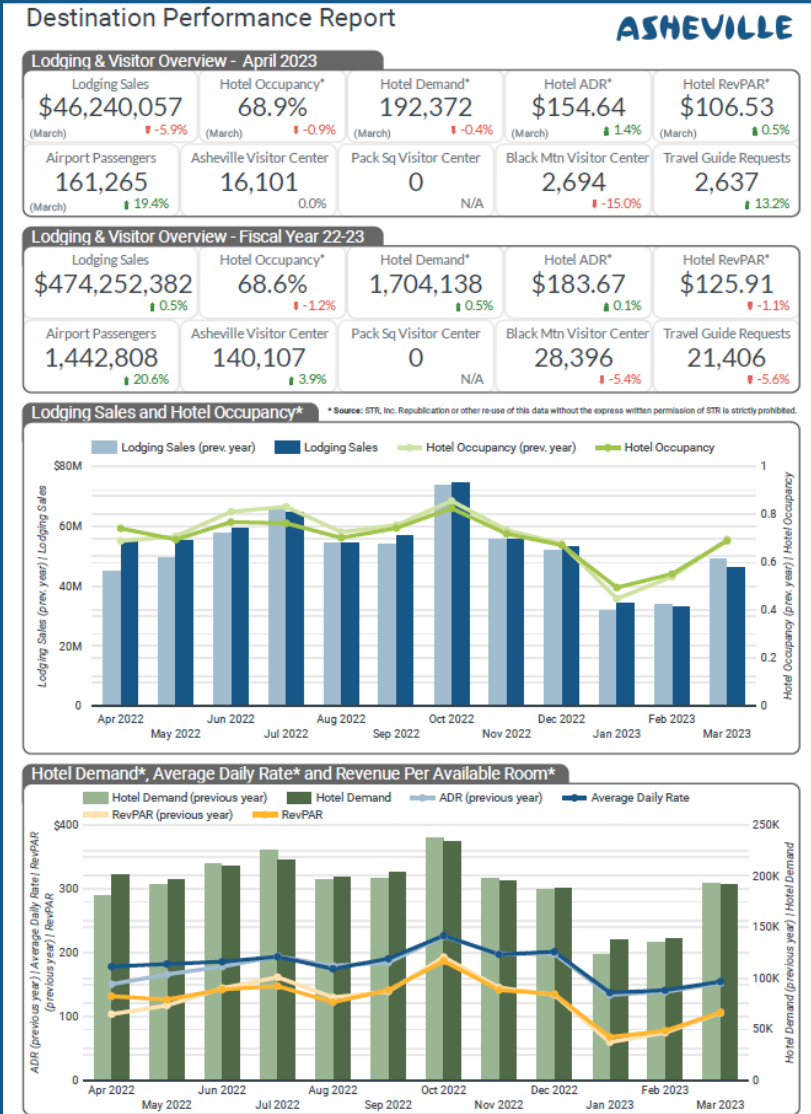 Destination Performance Report
ASHEVILLE
Lodging & Visitor Overview - April 2023
Lodging Sales
$46,240,057
(March) -5.9%
Hotel Occupancy*
68.9%
(March) -0.9%
Hotel Demand*
192,372
(March) -0.4%
Hotel ADR*
$154.64
(March) 1.4%
Hotel RevPAR*
$106.53
(March) 0.5%
Airport Passengers
161,265
(March) 19.4%
Asheville Visitor Center
16,101
0.0%
Pack Sq Visitor Center
0
N/A
Black Mtn Visitor Center
2,694
-15.0%
Travel Guide Requests
2,637
13.2%
Lodging & Visitor Overview - Fiscal Year 22-23
Lodging Sales
$474,252,382
0.5%
Hotel Occupancy*
68.6%
-1.2%
Hotel Demand*
1,704,138
0.5%
Hotel ADR*
$183.67
0.1%
Hotel RevPAR*
$125.91
-1.1%
Airport Passengers
1,442,808
20.6%
Asheville Visitor Center
140,107
3.9%
Pack Sq Visitor Center
0
N/A
Black Mtn Visitor Center
28,396
-5.4%
Travel Guide Requests
21,406
-5.6%
Lodging Sales and Hotel Occupancy*
* Source: STR, Inc. Republication or other re-use of this data without the express written permission of STR is strictly prohibited.
Lodging Sales (prev. year) Lodging Sales Hotel Occupancy (prev. year) Hotel Occupancy
Lodging Sales (prev. year) | Lodging Sales
$80M
60M
40M
20M
0
1
0.8
0.6
0.4
0.2
0
Hotel Occupancy (prev. year) | Hotel Occupancy
Apr 2022 Jun 2022 Aug 2022 Oct 2022 Dec 2022 Feb 2023
May 2022 Jul 2022 Sep 2022 Nov 2022 Jan 2023 Mar 2023
Hotel Demand*, Average Daily Rate* and Revenue Per Available Room*
Hotel Demand (previous year) Hotel Demand ADR (previous year) Average Daily Rate
RevPAR (previous year) RevPAR
ADR (previous year) | Average Daily Rate | RevPAR
(previous year) | RevPAR
$400
300
200
100
0
250K
200K
150K
100K
50K
0
Hotel Demand (previous year) | Hotel Demand
Apr 2022 Jun 2022 Aug 2022 Oct 2022 Dec 2022 Feb 2023
May 2022 Jul 2022 Sep 2022 Nov 2022 Jan 2023 Mar 2023